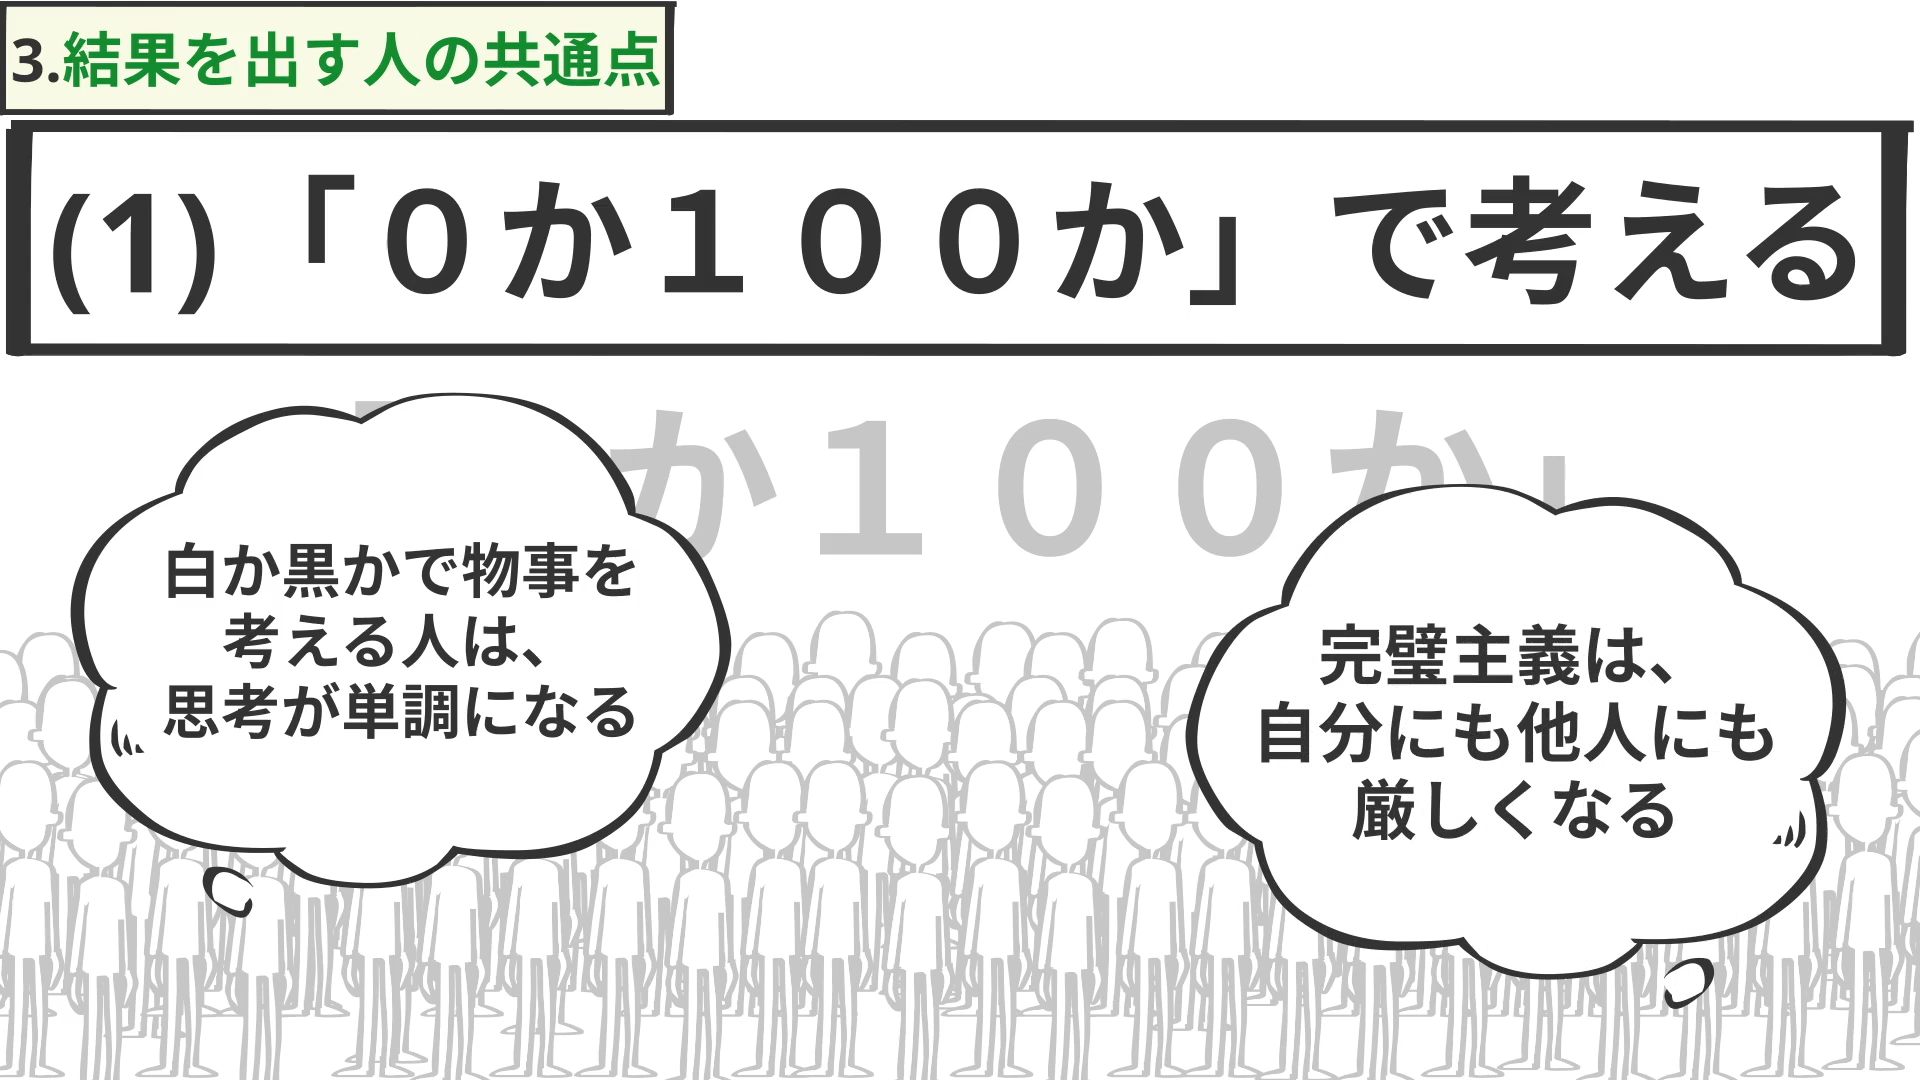 3.結果を出す人の共通点
(1)「０か１００か」で考える
か１００か」
白か黒かで物事を
考える人は、
思考が単調になる
完璧主義は、
自分にも他人にも
厳しくなる